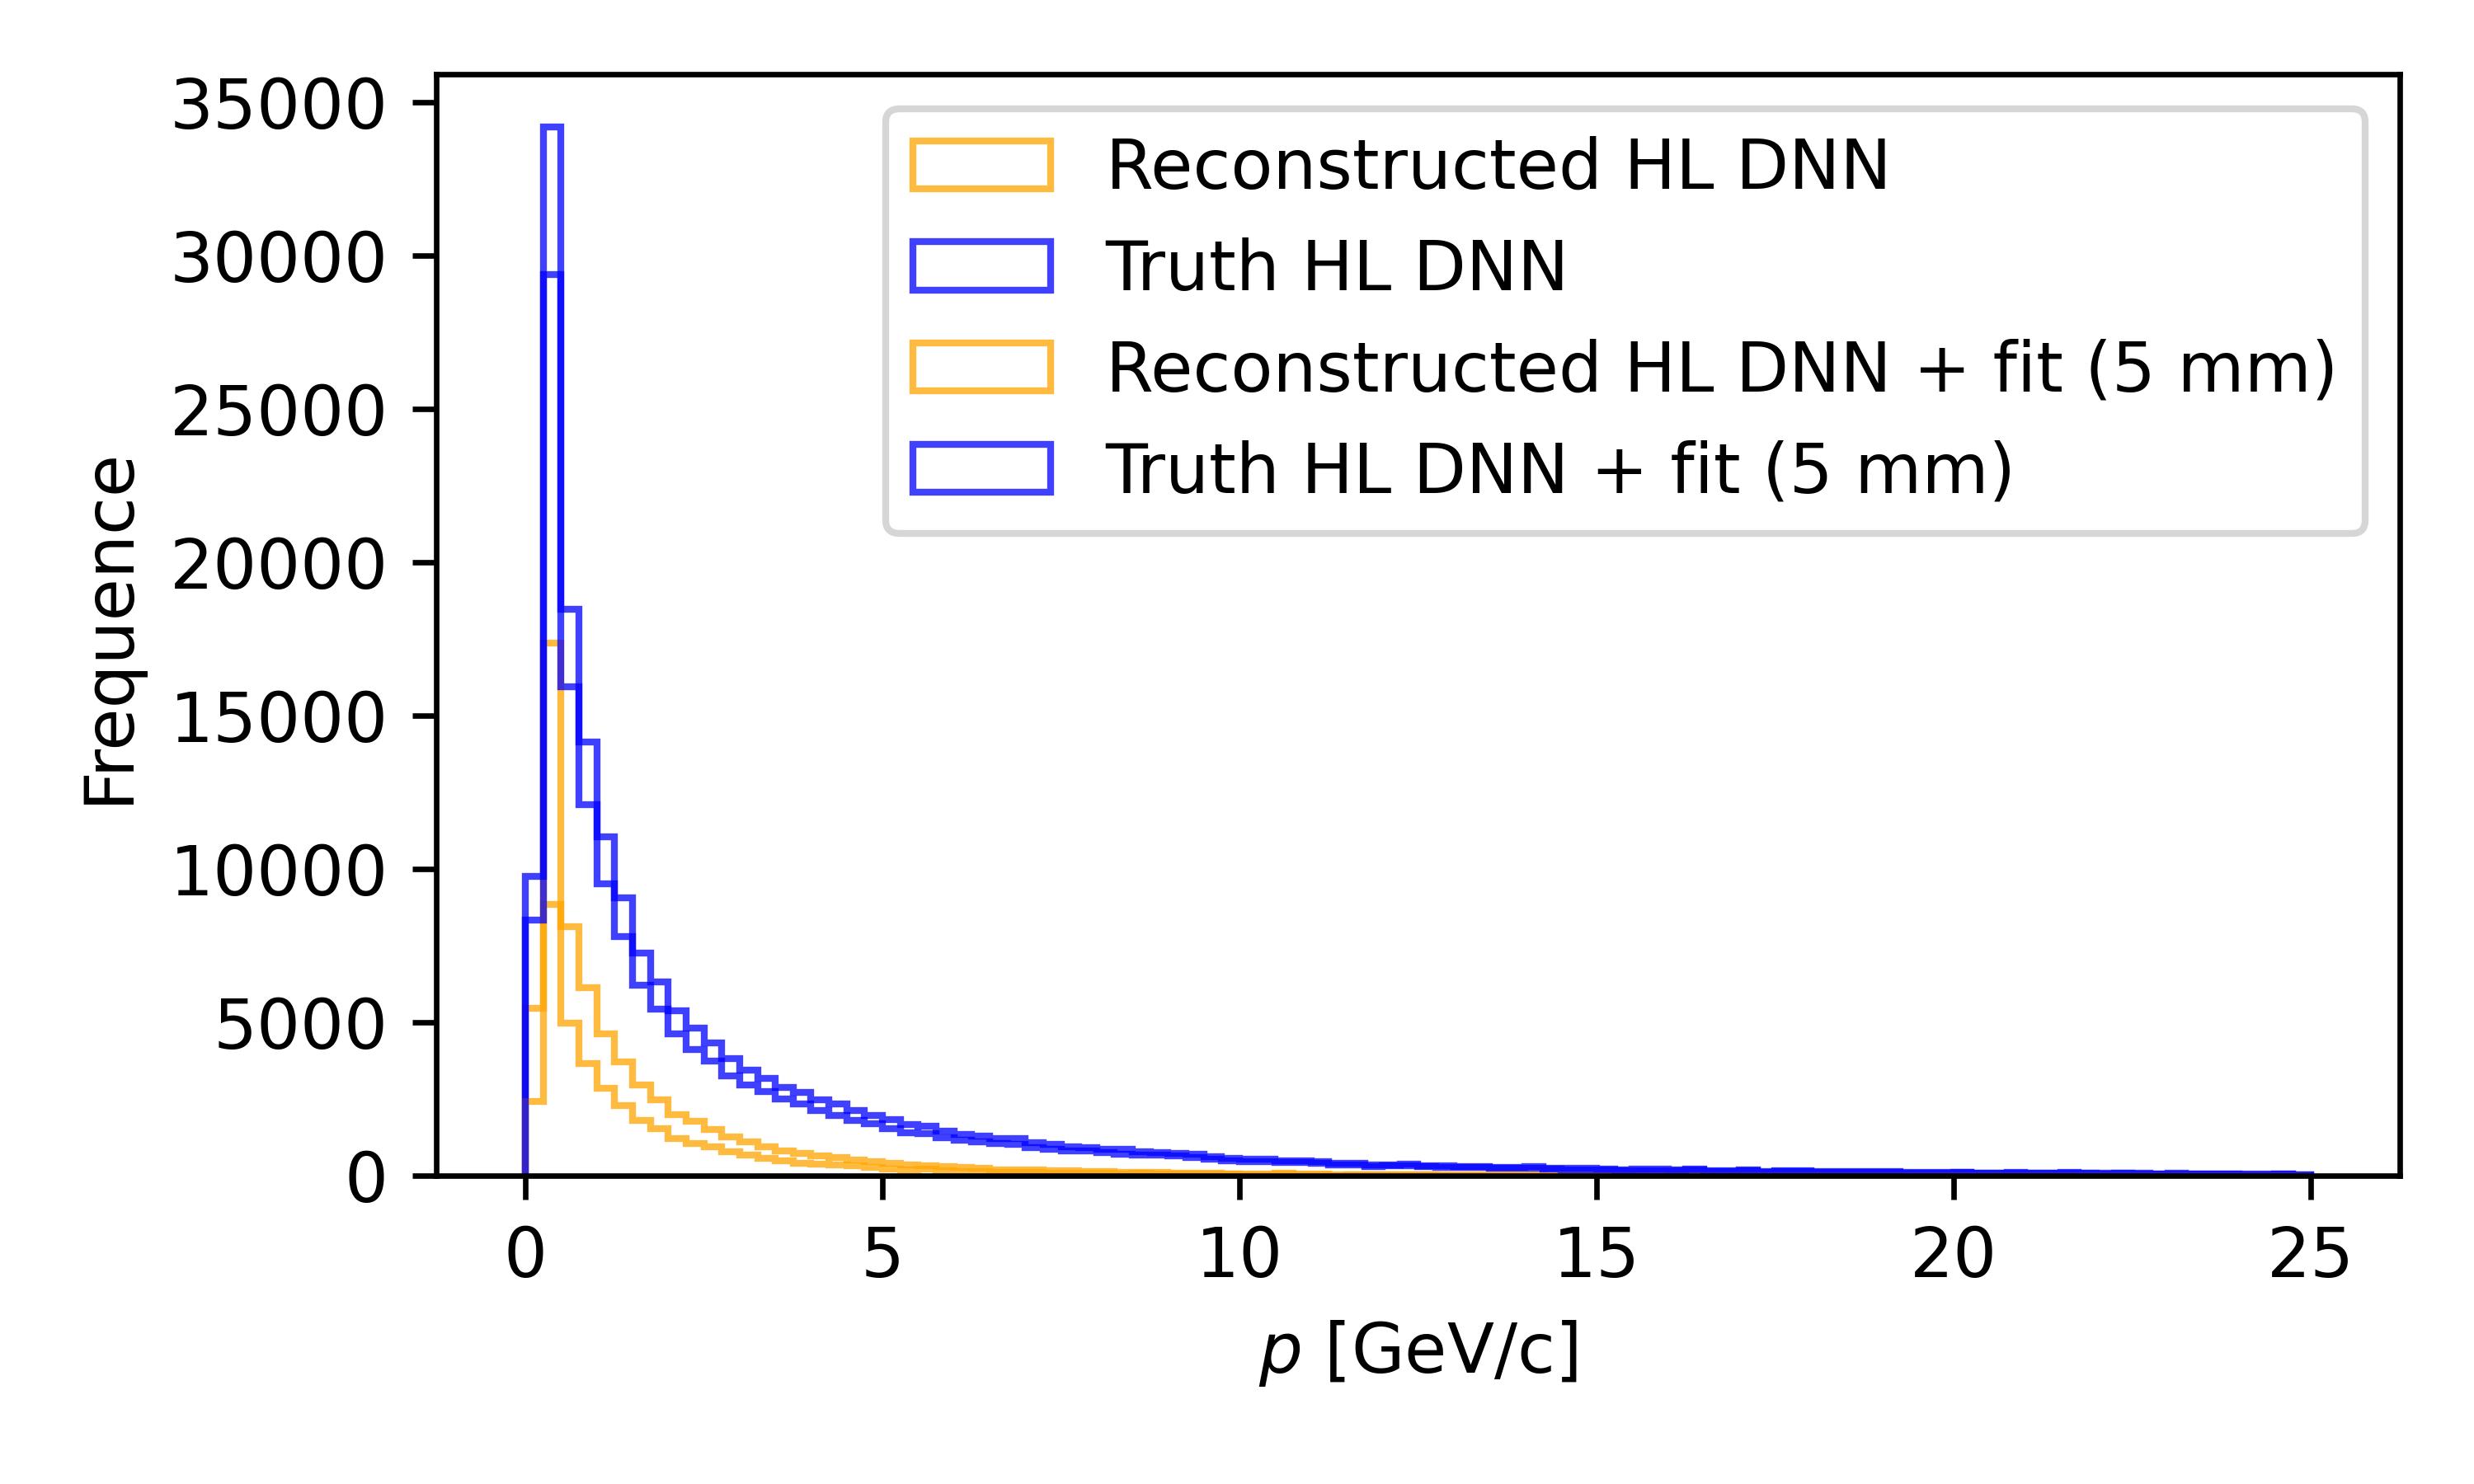 35000
30000
25000
20000
15000
10000
5000
0
Frequence
Reconstructed HL DNN
Truth HL DNN
Reconstructed HL DNN + fit (5 mm)
Truth HL DNN + fit (5 mm)
0 5 10 15 20 25
p [GeV/c]